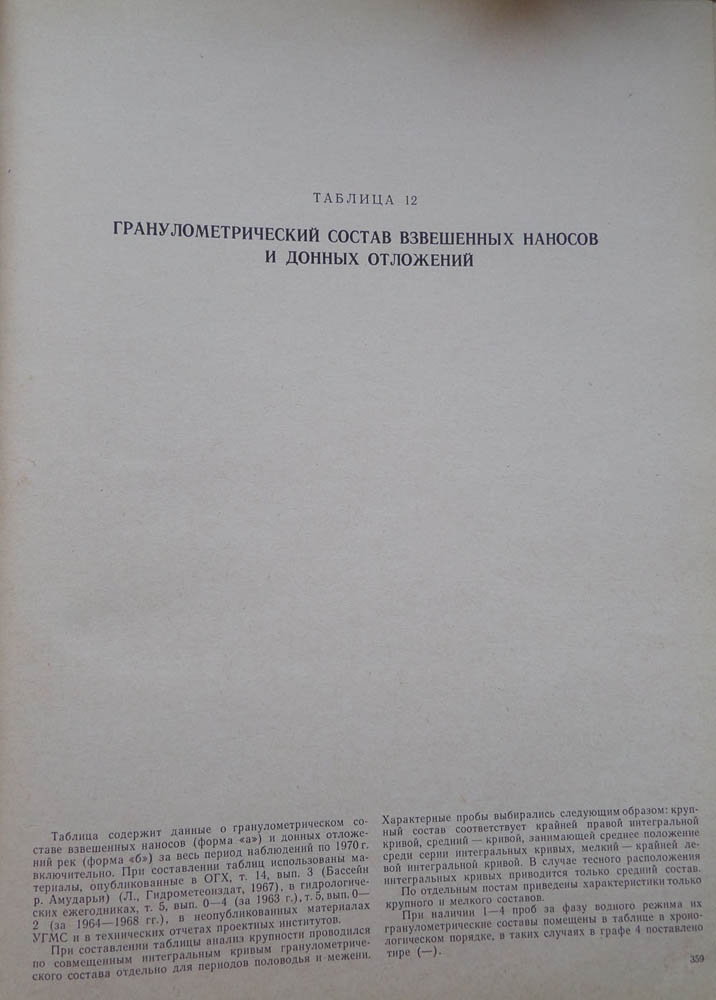 ТАБЛИЦА 12
ГРАНУЛОМЕТРИЧЕСКИЙ СОСТАВ ВЗВЕШЕННЫХ НАНОСОВ
И ДОННЫХ ОТЛОЖЕНИЙ
Таблица содержит данные о гранулометрическом со-
ставе взвешенных наносов (форма «а») и донных отложе-
ний рек (форма «б») за весь период наблюдений по 1970 г.
включительно. При составлении таблиц использованы ма-
териалы, опубликованные в ОГХ, т. 14, вып. 3 (Бассейн
р. Амударьи) (Л., Гидрометеоиздат, 1967), в гидрологиче-
ских ежегодниках, т. 5, вып. 0—4 (за 1963 г.), т. 5, вып. 0—
2 (за 1964—1968 гг.), в неопубликованных материалах
УГМС и в технических отчетах проектных институтов.
При составлении таблицы анализ крупности проводился
по совмещенным интегральным кривым гранулометриче-
ского состава отдельно для периодов половодья и межени.
Характерные пробы выбирались следующим образом: круп-
ный состав соответствует крайней правой интегральной
кривой, средний — кривой, занимающей среднее положение
среди серии интегральных кривых, мелкий — крайней ле-
вой интегральной кривой. В случае тесного расположения
интегральных кривых приводится только средний состав.
По отдельным постам приведены характеристики только
крупного и мелкого составов.
При наличии 1—4 проб за фазу водного режима их
гранулометрические составы помещены в таблице в хроно-
логическом порядке, в таких случаях в графе 4 поставлено
тире (—).
359